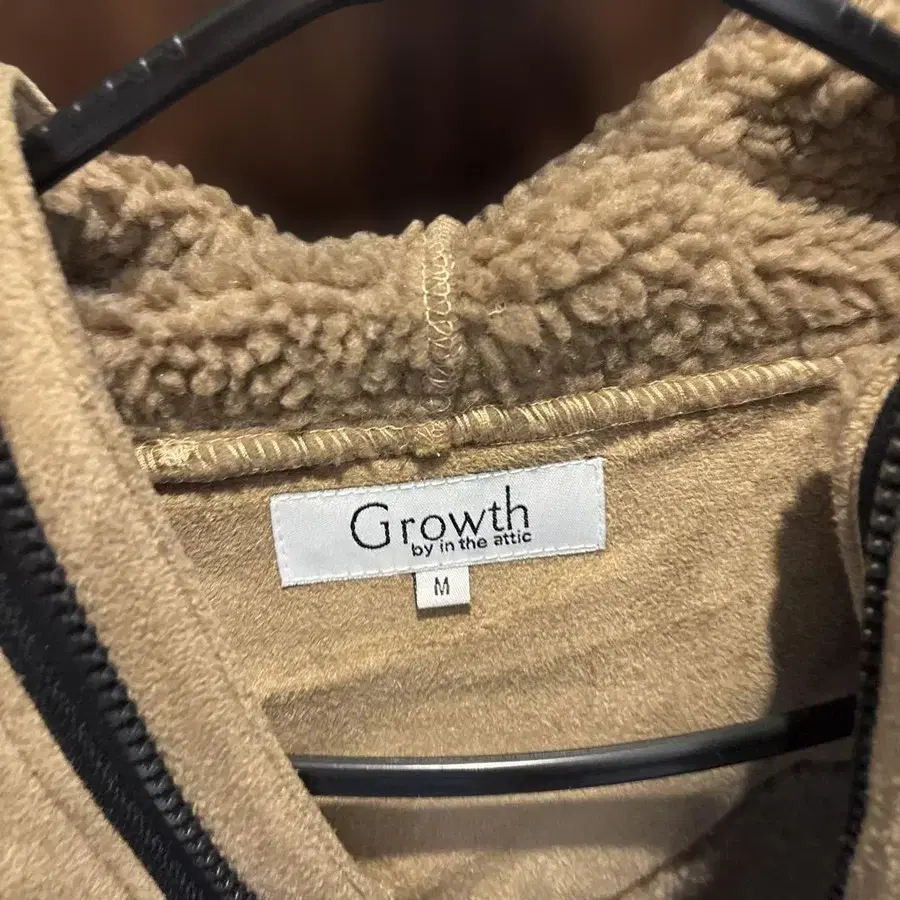 Growth
by in the attic
M